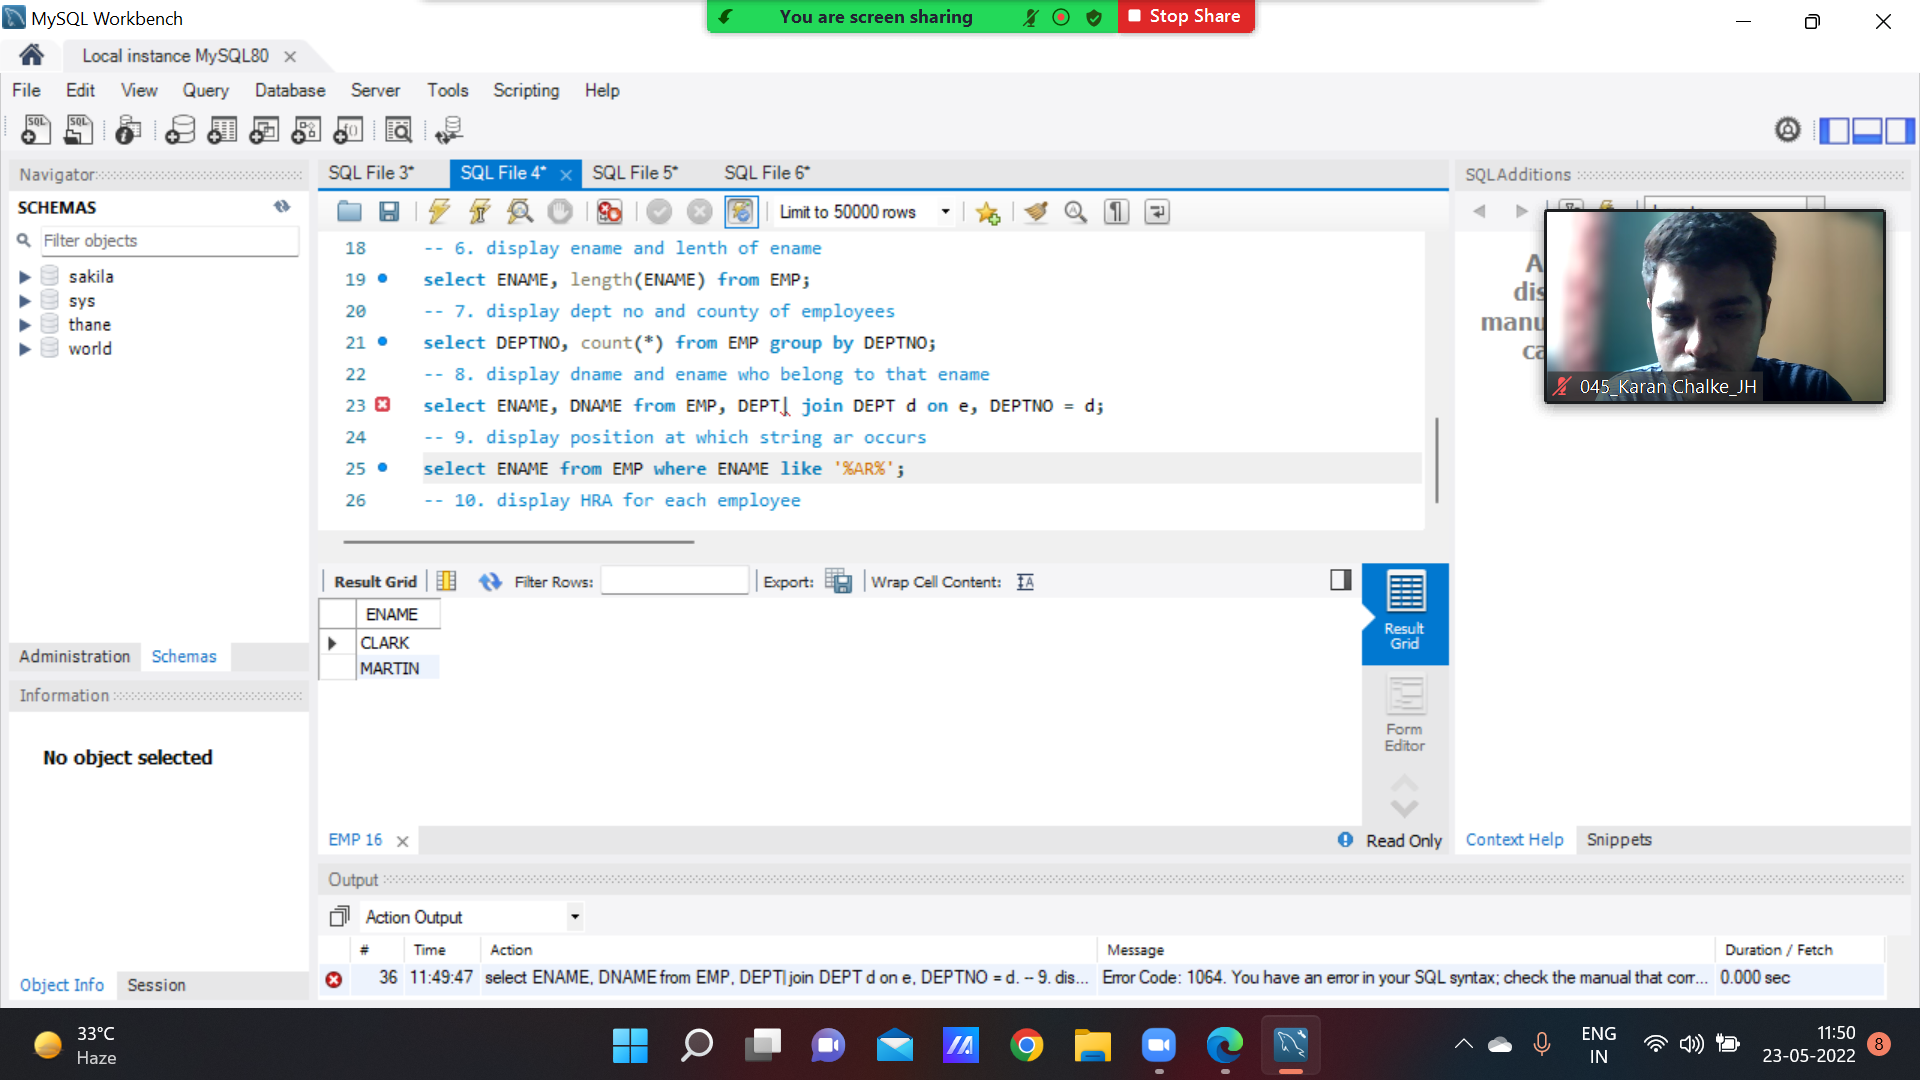 MySQL Workbench
You are screen sharing
Stop Share
Local instance MySQL80
File Edit View Query Database Server Tools Scripting Help
Navigator
SQL File 3* SQL File 4* SQL File 5* SQL File 6*
SQLAdditions
SCHEMAS
Filter objects
sakila
sys
thane
world
Limit to 50000 rows
18 -- 6. display ename and lenth of ename
19 select ENAME, length(ENAME) from EMP;
20 -- 7. display dept no and county of employees
21 select DEPTNO, count(*) from EMP group by DEPTNO;
22 -- 8. display dname and ename who belong to that ename
23 select ENAME, DNAME from EMP, DEPT| join DEPT d on e, DEPTNO = d;
24 -- 9. display position at which string ar occurs
25 select ENAME from EMP where ENAME like '%AR%';
26 -- 10. display HRA for each employee
045_Karan Chalke_JH
Result Grid Filter Rows: Export: Wrap Cell Content:
ENAME
CLARK
MARTIN
Result
Grid
Form
Editor
Administration Schemas
Information
No object selected
EMP 16
Read Only
Context Help Snippets
Output
Action Output
# Time Action Message Duration / Fetch
36 11:49:47 select ENAME, DNAME from EMP, DEPT| join DEPT d on e, DEPTNO = d. -- 9. dis... Error Code: 1064. You have an error in your SQL syntax; check the manual that corr... 0.000 sec
Object Info Session
33°C
Haze
ENG
IN
11:50
23-05-2022
8